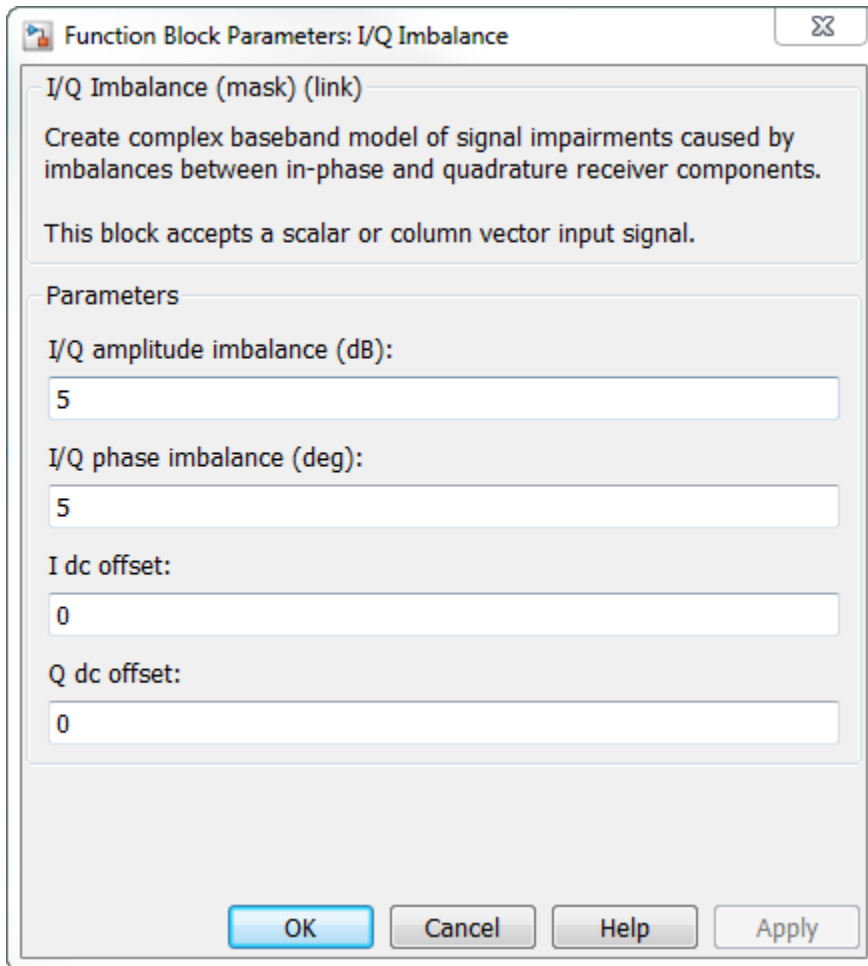 Function Block Parameters: I/Q Imbalance
I/Q Imbalance (mask) (link)
Create complex baseband model of signal impairments caused by
imbalances between in-phase and quadrature receiver components.
This block accepts a scalar or column vector input signal.
Parameters
I/Q amplitude imbalance (dB):
5
I/Q phase imbalance (deg):
5
I dc offset:
0
Q dc offset:
0
OK Cancel Help Apply